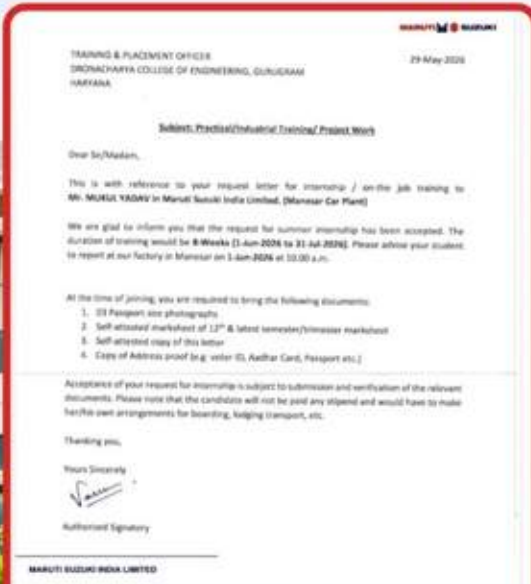 MARUTI SUZUKI
TRAINING & PLACEMENT OFFICER
29-May-2026
DRONACHARYA COLLEGE OF ENGINEERING, GURUGRAM
HARYANA
Subject: Practical/Industrial Training/ Project Work
Dear Sir/Madam,
This is with reference to your request letter for internship / on-the job training to
Mr. MUKUL YADAV in Maruti Suzuki India Limited. (Manesar Car Plant)
We are glad to inform you that the request for summer internship has been accepted. The
duration of training would be 8-Weeks (1-Jun-2026 to 31-Jul-2026). Please advise your student
to report at our factory in Manesar on 1-Jun-2026 at 10.00 a.m.
At the time of joining, you are required to bring the following documents:
1. 03 Passport size photographs
2. Self-attested marksheet of 12th & latest semester/trimester marksheet
3. Self-attested copy of this letter
4. Copy of Address proof (e.g. voter ID, Aadhar Card, Passport etc.)
Acceptance of your request for internship is subject to submission and verification of the relevant
documents. Please note that the candidate will not be paid any stipend and would have to make
her/his own arrangements for boarding, lodging transport, etc.
Thanking you,
Yours Sincerely
Authorised Signatory
MARUTI SUZUKI INDIA LIMITED